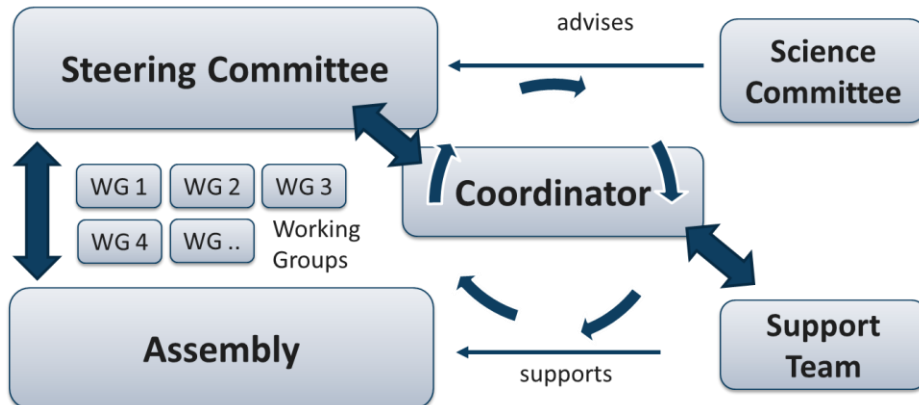 advises
Steering Committee
Science
Committee
WG 1 WG 2 WG 3
Coordinator
WG 4 WG .. Working
Groups
Assembly
Support
Team
supports